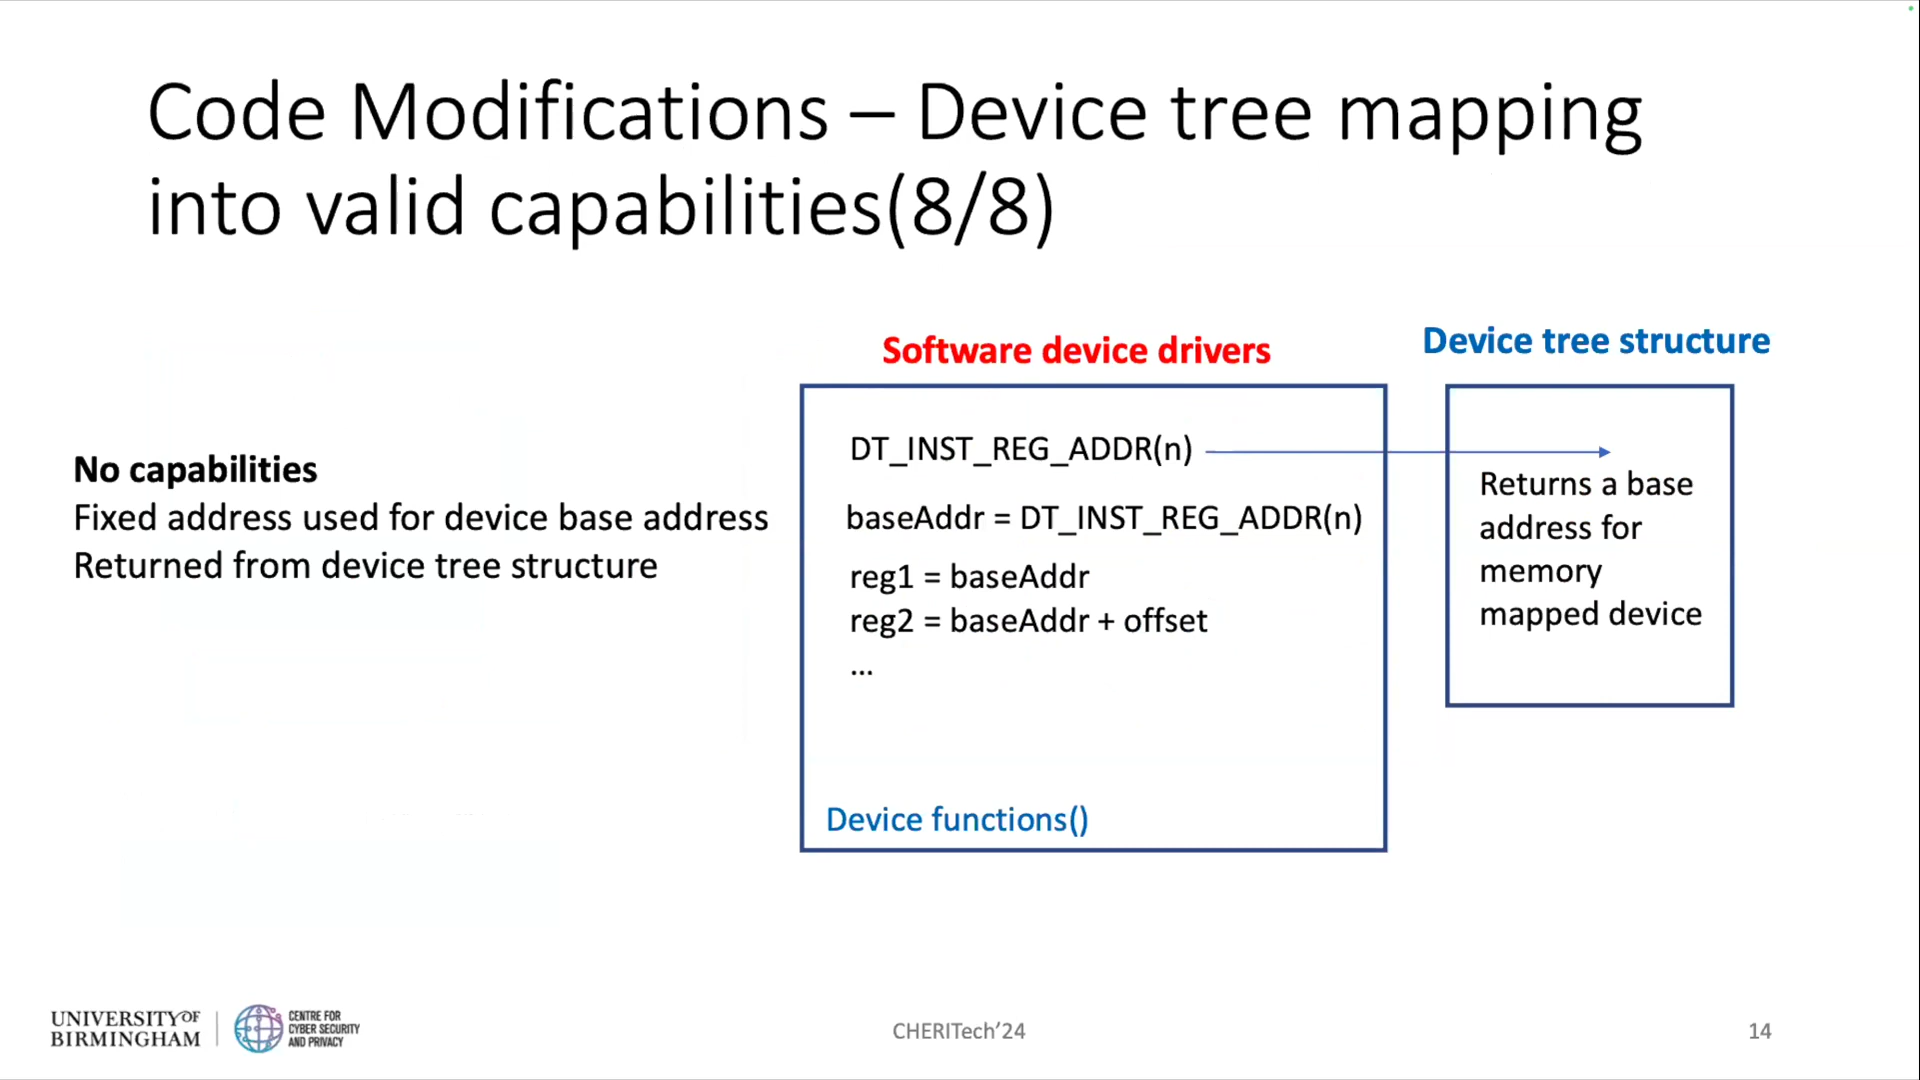 Code Modifications – Device tree mapping
into valid capabilities(8/8)
No capabilities
Fixed address used for device base address
Returned from device tree structure
Software device drivers
DT_INST_REG_ADDR(n)
baseAddr = DT_INST_REG_ADDR(n)
reg1 = baseAddr
reg2 = baseAddr + offset
...
Device functions()
Device tree structure
Returns a base
address for
memory
mapped device
UNIVERSITY OF
BIRMINGHAM
CENTRE FOR
CYBER SECURITY
AND PRIVACY
CHERITech’24
14